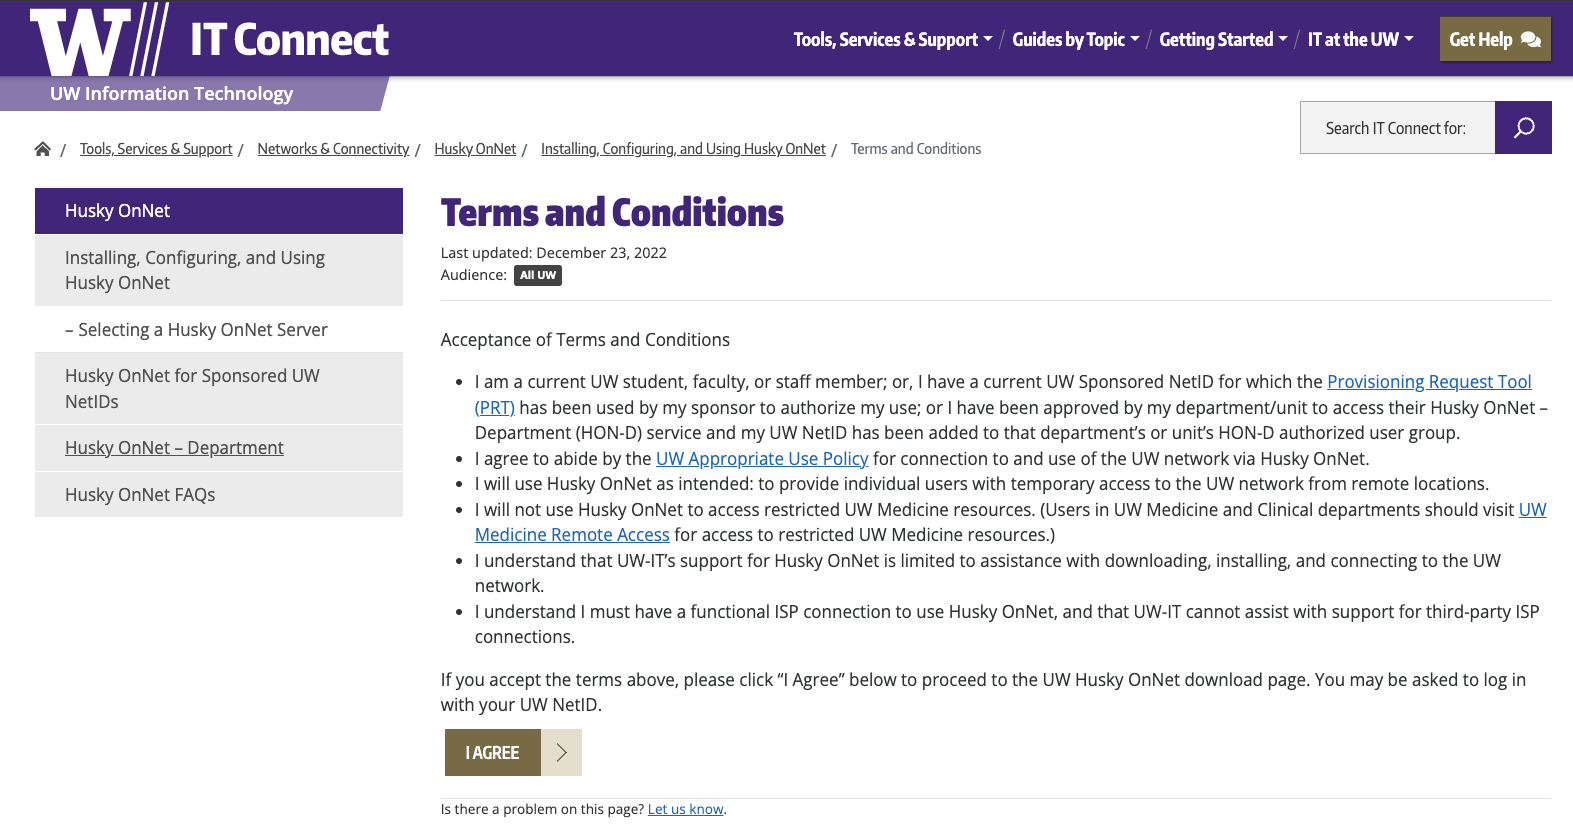 W
IT Connect
Tools, Services & Support / Guides by Topic / Getting Started / IT at the UW
Get Help
UW Information Technology
Search IT Connect for:
/ Tools, Services & Support / Networks & Connectivity / Husky OnNet / Installing, Configuring, and Using Husky OnNet / Terms and Conditions
Husky OnNet
Installing, Configuring, and Using
Husky OnNet
– Selecting a Husky OnNet Server
Husky OnNet for Sponsored UW
NetIDs
Husky OnNet – Department
Husky OnNet FAQs
Terms and Conditions
Last updated: December 23, 2022
Audience: All UW
Acceptance of Terms and Conditions
• I am a current UW student, faculty, or staff member; or, I have a current UW Sponsored NetID for which the Provisioning Request Tool
(PRT) has been used by my sponsor to authorize my use; or I have been approved by my department/unit to access their Husky OnNet –
Department (HON-D) service and my UW NetID has been added to that department’s or unit’s HON-D authorized user group.
• I agree to abide by the UW Appropriate Use Policy for connection to and use of the UW network via Husky OnNet.
• I will use Husky OnNet as intended: to provide individual users with temporary access to the UW network from remote locations.
• I will not use Husky OnNet to access restricted UW Medicine resources. (Users in UW Medicine and Clinical departments should visit UW
Medicine Remote Access for access to restricted UW Medicine resources.)
• I understand that UW-IT’s support for Husky OnNet is limited to assistance with downloading, installing, and connecting to the UW
network.
• I understand I must have a functional ISP connection to use Husky OnNet, and that UW-IT cannot assist with support for third-party ISP
connections.
If you accept the terms above, please click “I Agree” below to proceed to the UW Husky OnNet download page. You may be asked to log in
with your UW NetID.
I AGREE
Is there a problem on this page? Let us know.